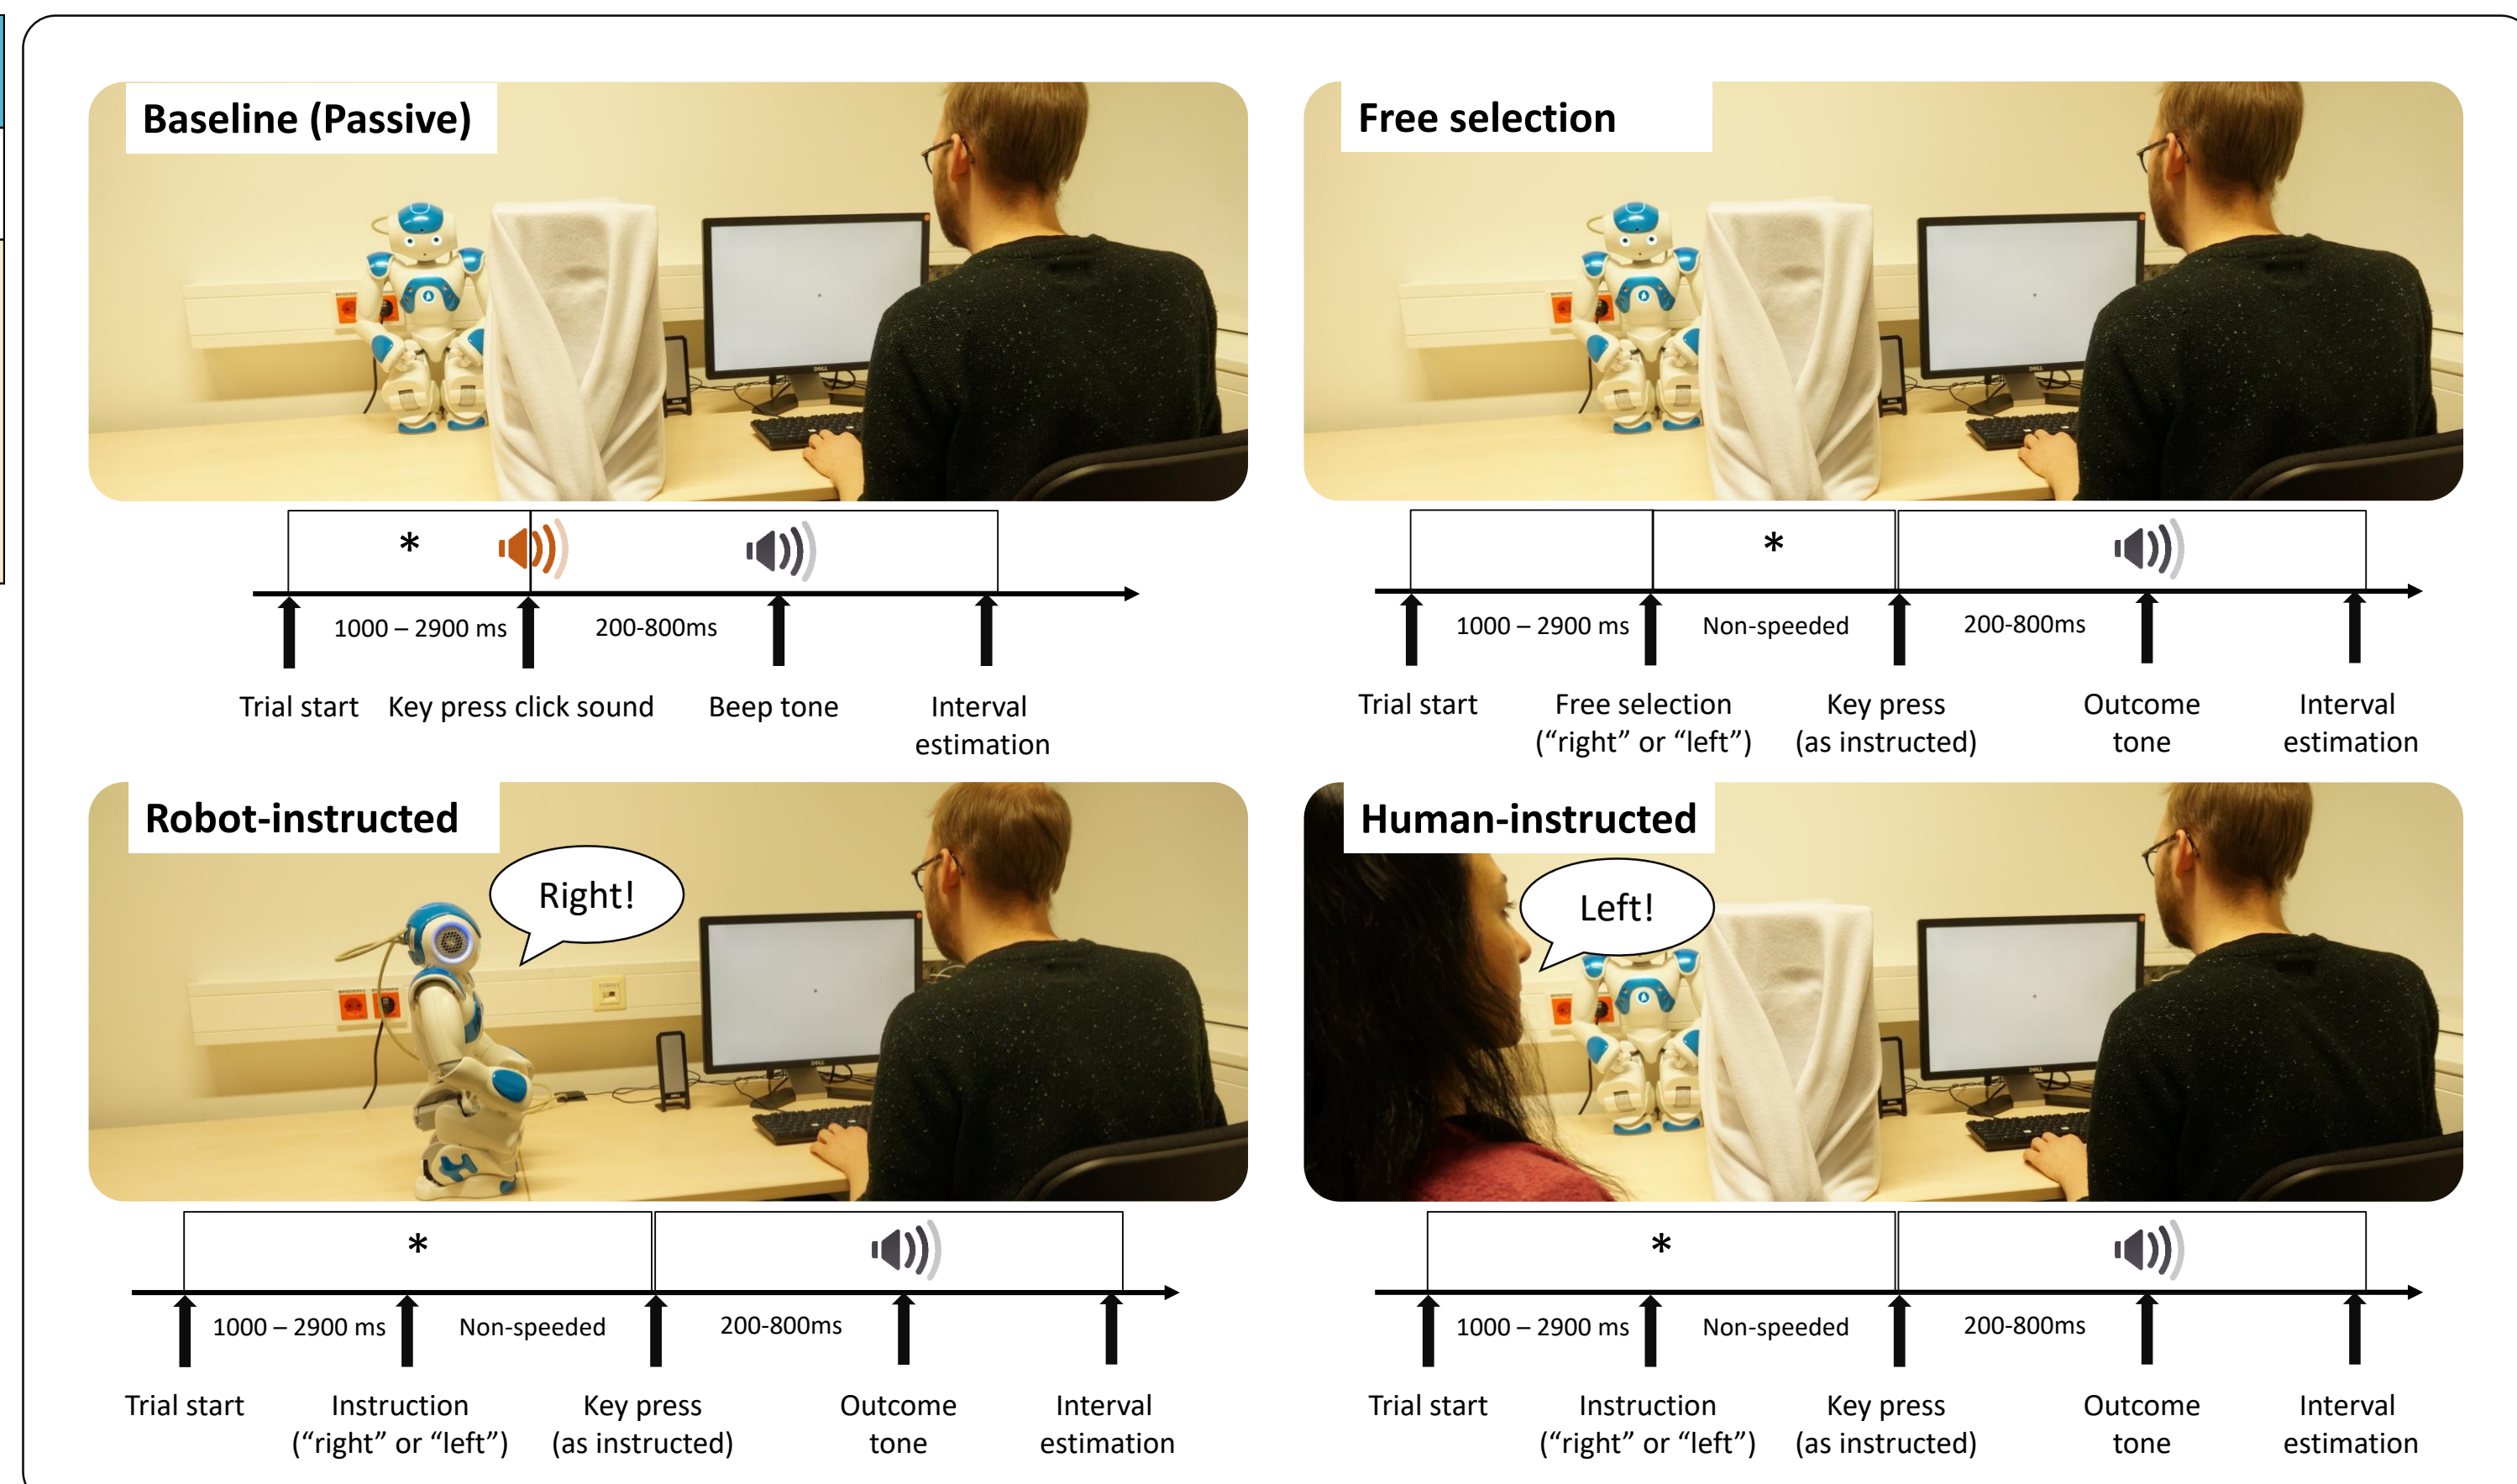 Baseline (Passive)
*
1000 – 2900 ms
200-800ms
Trial start
Key press click sound
Beep tone
Interval
estimation
Free selection
*
1000 – 2900 ms
Non-speeded
200-800ms
Trial start
Free selection
(“right” or “left”)
Key press
(as instructed)
Outcome
tone
Interval
estimation
Robot-instructed
Right!
*
1000 – 2900 ms
Non-speeded
200-800ms
Trial start
Instruction
(“right” or “left”)
Key press
(as instructed)
Outcome
tone
Interval
estimation
Human-instructed
Left!
*
1000 – 2900 ms
Non-speeded
200-800ms
Trial start
Instruction
(“right” or “left”)
Key press
(as instructed)
Outcome
tone
Interval
estimation